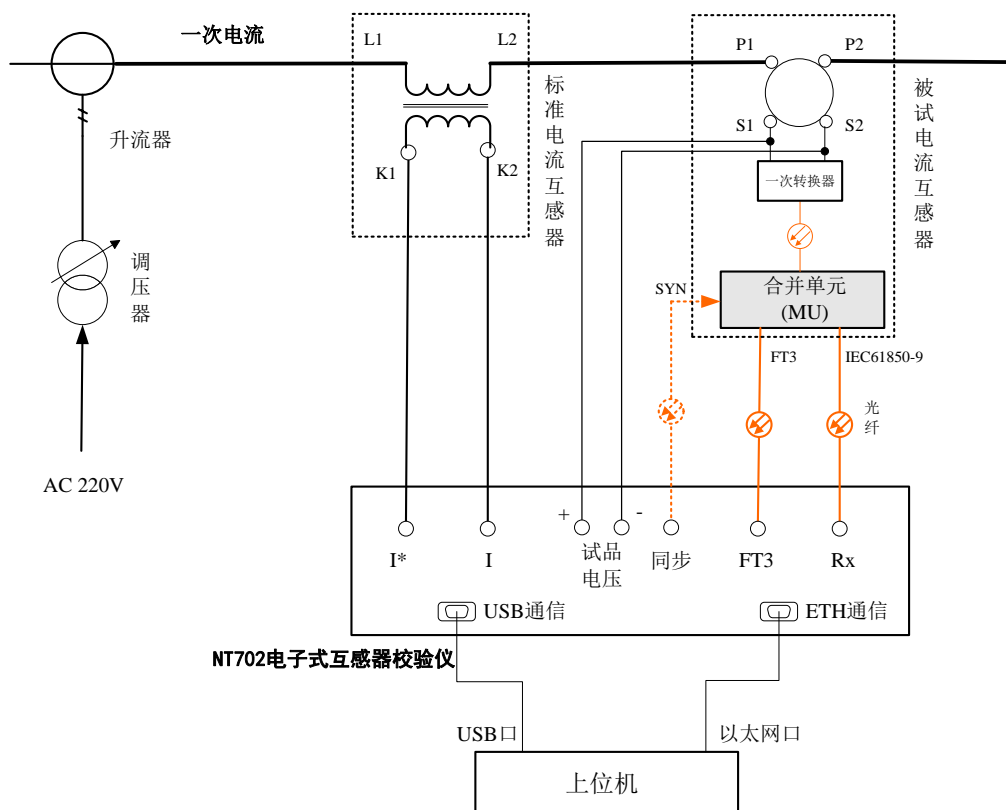 一次电流
L1
L2
P1
P2
标准电流互感器
被试电流互感器
升流器
S1
S2
K1
K2
一次转换器
调压器
SYN
合并单元
(MU)
FT3
IEC61850-9
光纤
AC 220V
+
-
I*
I
试品
电压
同步
FT3
Rx
USB通信
ETH通信
NT702电子式互感器校验仪
USB口
以太网口
上位机